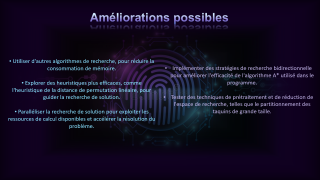 Améliorations possibles
• Utiliser d'autres algorithmes de recherche, pour réduire la
consommation de mémoire.
• Explorer des heuristiques plus efficaces, comme
l'heuristique de la distance de permutation linéaire, pour
guider la recherche de solution.
• Paralléliser la recherche de solution pour exploiter les
ressources de calcul disponibles et accélérer la résolution du
problème.
• Implémenter des stratégies de recherche bidirectionnelle
pour améliorer l'efficacité de l'algorithme A* utilisé dans le
programme.
• Tester des techniques de prétraitement et de réduction de
l'espace de recherche, telles que le partitionnement des
taquins de grande taille.